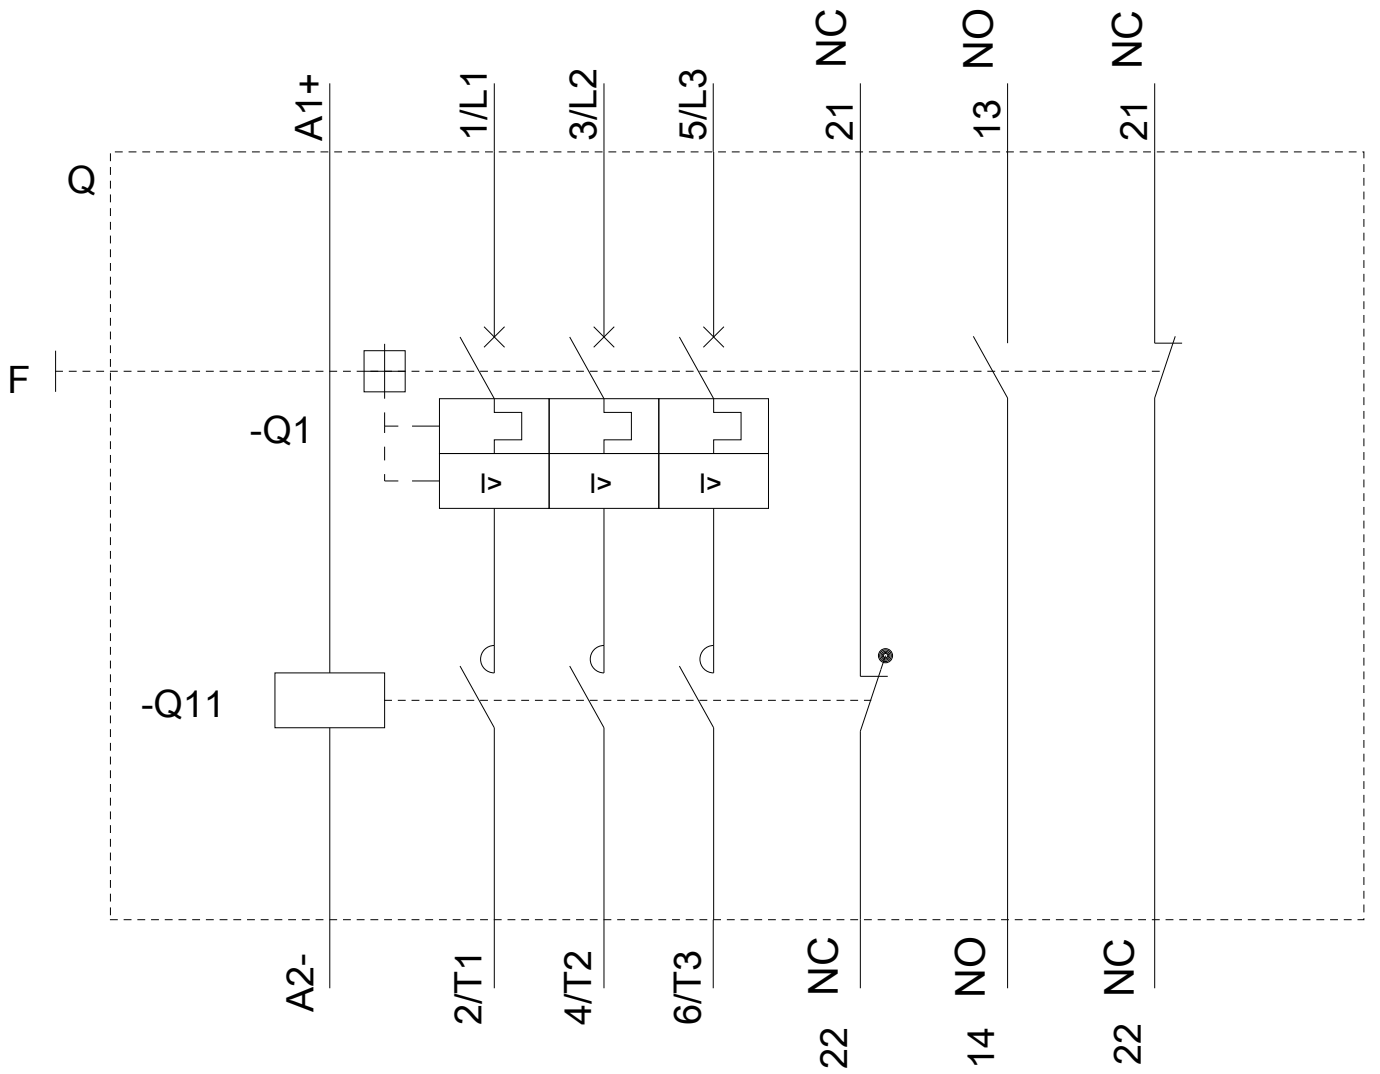 NC
NO
NC
A1+
1/L1
3/L2
5/L3
21
13
21
Q
F
-Q1
I>
I>
I>
-Q11
A2-
2/T1
4/T2
6/T3
NC
NO
NC
22
14
22